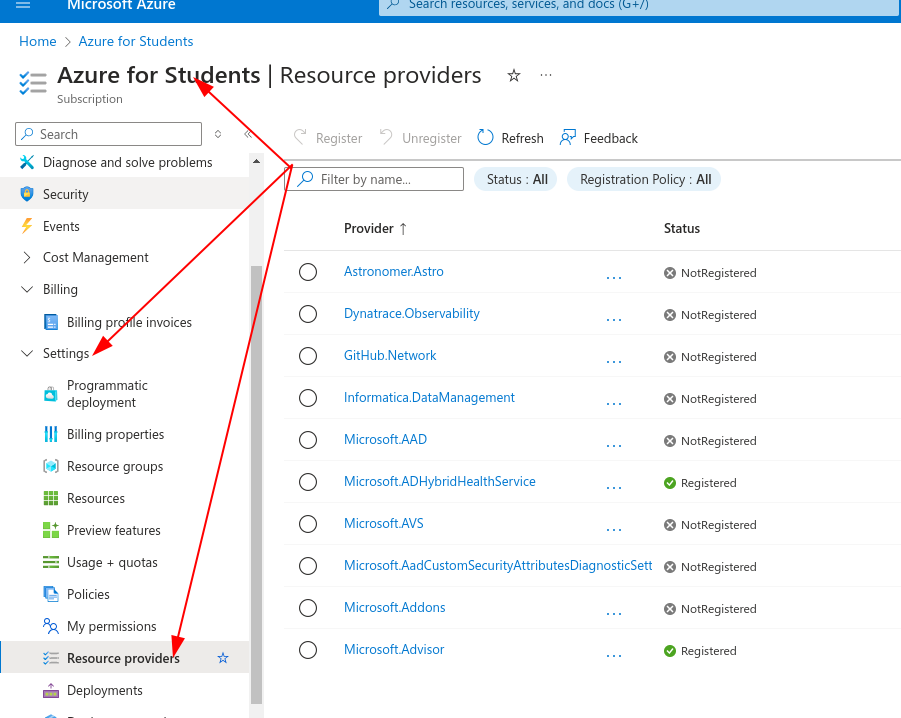 Microsoft Azure
Search resources, services, and docs (G+/)
Home > Azure for Students
Azure for Students | Resource providers
Subscription
Search
Diagnose and solve problems
Security
Events
Cost Management
Billing
Billing profile invoices
Settings
Programmatic
deployment
Billing properties
Resource groups
Resources
Preview features
Usage + quotas
Policies
My permissions
Resource providers
Deployments
Register Unregister Refresh Feedback
Filter by name... Status : All Registration Policy : All
Provider ↑ Status
Astronomer.Astro ... NotRegistered
Dynatrace.Observability ... NotRegistered
GitHub.Network ... NotRegistered
Informatica.DataManagement ... NotRegistered
Microsoft.AAD ... NotRegistered
Microsoft.ADHybridHealthService ... Registered
Microsoft.AVS ... NotRegistered
Microsoft.AadCustomSecurityAttributesDiagnosticSett NotRegistered
Microsoft.Addons ... NotRegistered
Microsoft.Advisor ... Registered